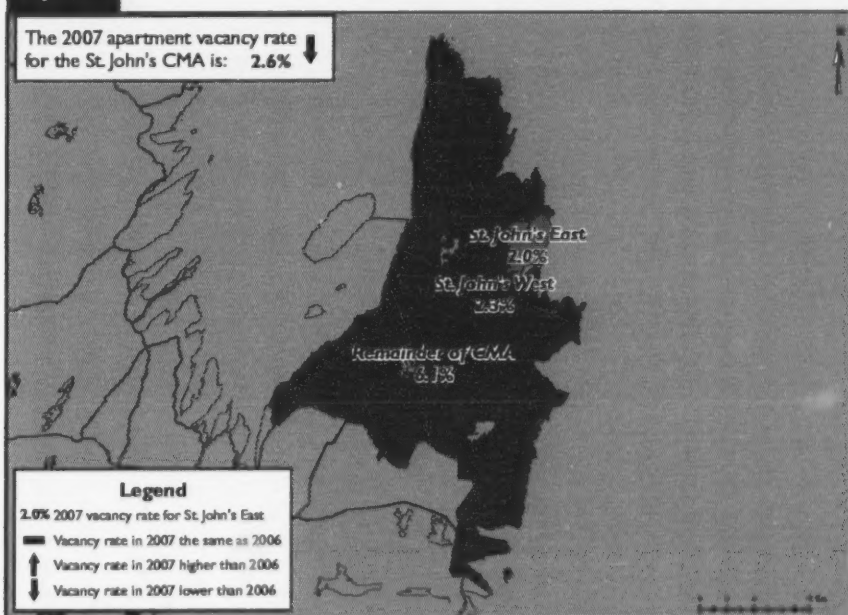 The 2007 apartment vacancy rate
for the St. John's CMA is: 2.6%
St. John's East
2.0%
St. John's West
2.3%
Remainder of CMA
6.1%
Legend
2.0% 2007 vacancy rate for St. John's East
Vacancy rate in 2007 the same as 2006
Vacancy rate in 2007 higher than 2006
Vacancy rate in 2007 lower than 2006